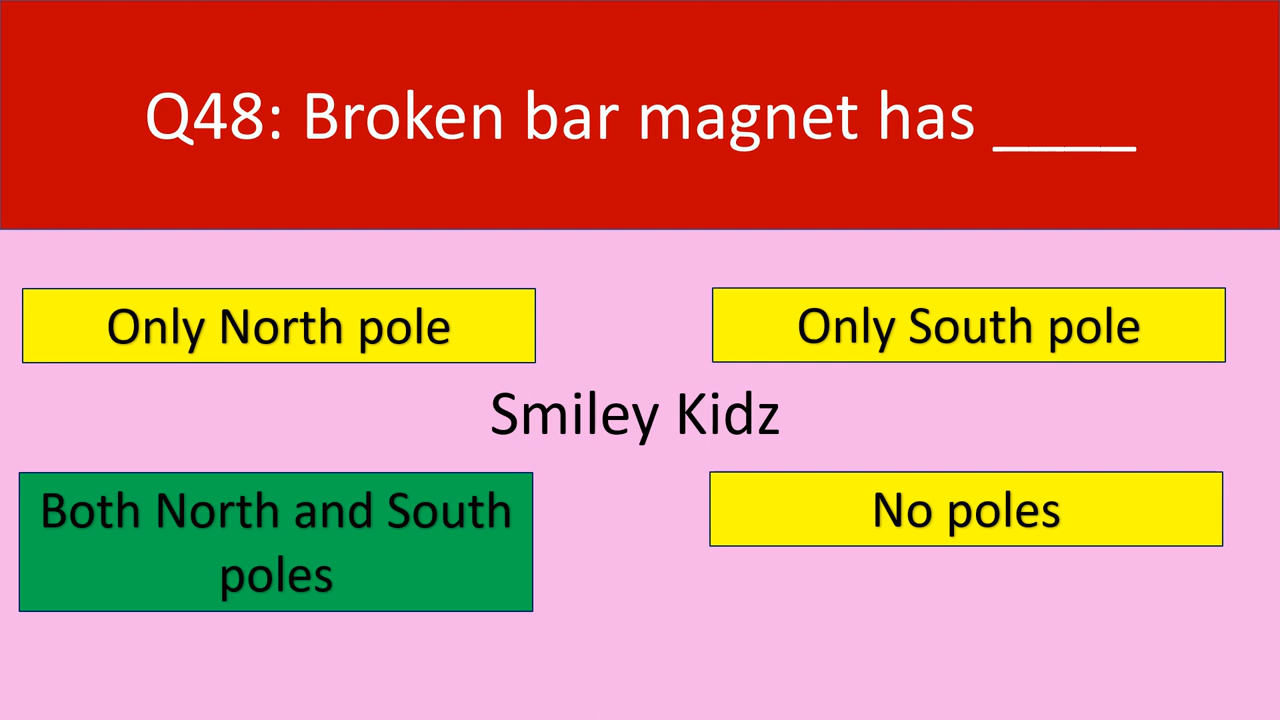 Q48: Broken bar magnet has ____
Only North pole
Only South pole
Smiley Kidz
Both North and South
poles
No poles